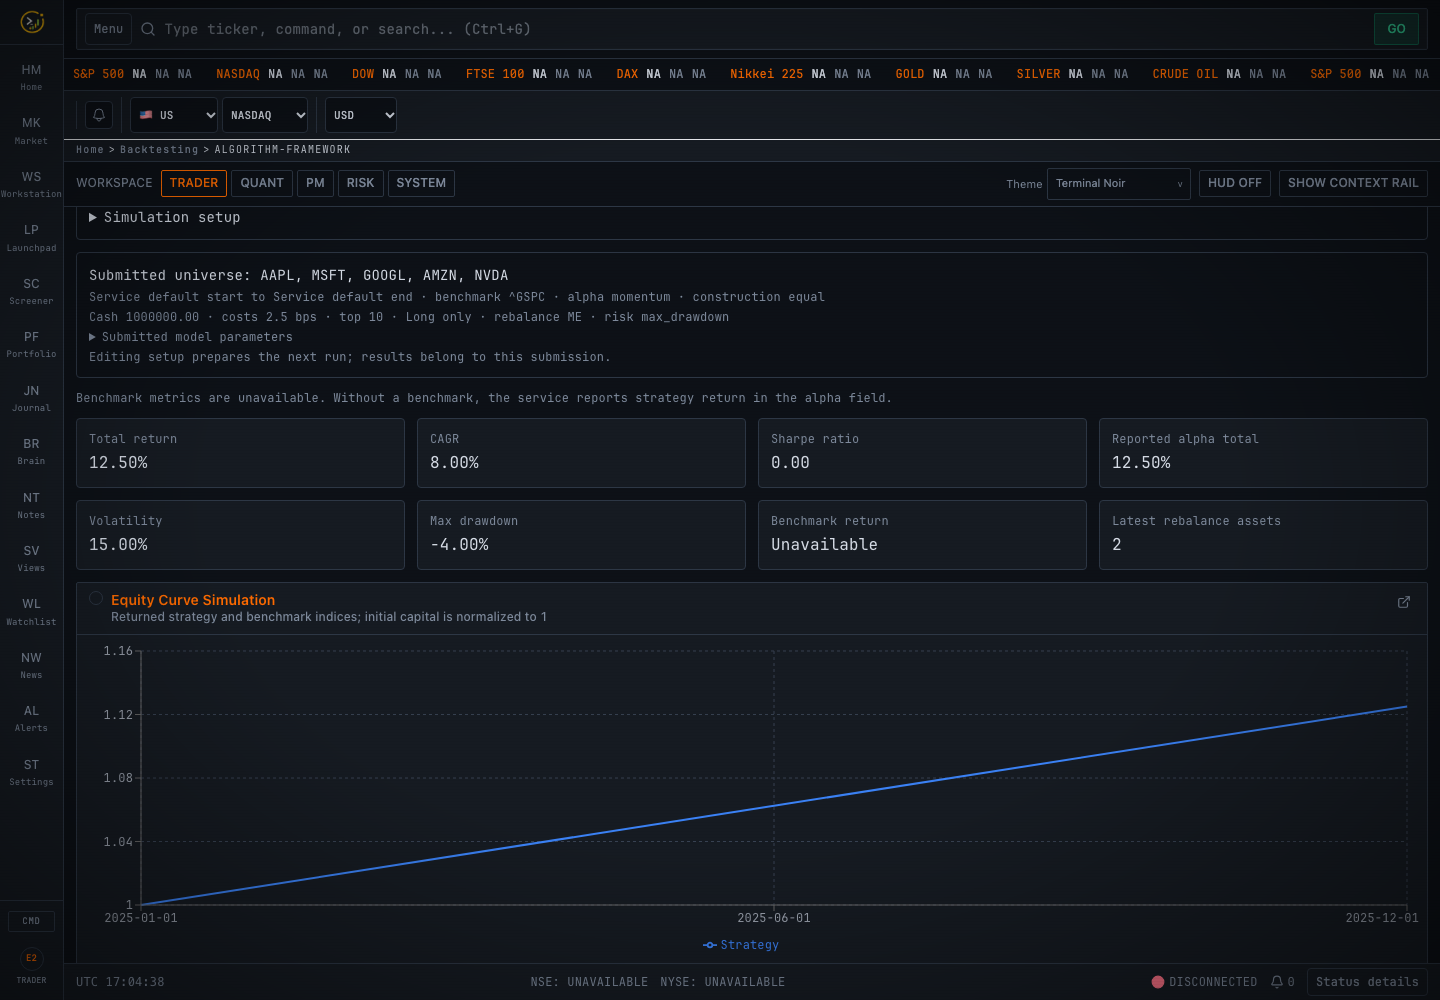 Menu Type ticker, command, or search... (Ctrl+G) GO
S&P 500 NA NA NA NASDAQ NA NA NA DOW NA NA NA FTSE 100 NA NA NA DAX NA NA NA Nikkei 225 NA NA NA GOLD NA NA NA SILVER NA NA NA CRUDE OIL NA NA NA S&P 500 NA NA NA
🇺🇸 US NASDAQ USD
Home > Backtesting > ALGORITHM-FRAMEWORK
WORKSPACE TRADER QUANT PM RISK SYSTEM Theme Terminal Noir v HUD OFF SHOW CONTEXT RAIL
HM
Home
MK
Market
WS
Workstation
LP
Launchpad
SC
Screener
PF
Portfolio
JN
Journal
BR
Brain
NT
Notes
SV
Views
WL
Watchlist
NW
News
AL
Alerts
ST
Settings
CMD
E2
TRADER
▶ Simulation setup
Submitted universe: AAPL, MSFT, GOOGL, AMZN, NVDA
Service default start to Service default end · benchmark ^GSPC · alpha momentum · construction equal
Cash 1000000.00 · costs 2.5 bps · top 10 · Long only · rebalance ME · risk max_drawdown
▶ Submitted model parameters
Editing setup prepares the next run; results belong to this submission.
Benchmark metrics are unavailable. Without a benchmark, the service reports strategy return in the alpha field.
Total return
12.50%
CAGR
8.00%
Sharpe ratio
0.00
Reported alpha total
12.50%
Volatility
15.00%
Max drawdown
-4.00%
Benchmark return
Unavailable
Latest rebalance assets
2
Equity Curve Simulation
Returned strategy and benchmark indices; initial capital is normalized to 1
1.16
1.12
1.08
1.04
1
2025-01-01 2025-06-01 2025-12-01
Strategy
UTC 17:04:38 NSE: UNAVAILABLE NYSE: UNAVAILABLE DISCONNECTED 0 Status details